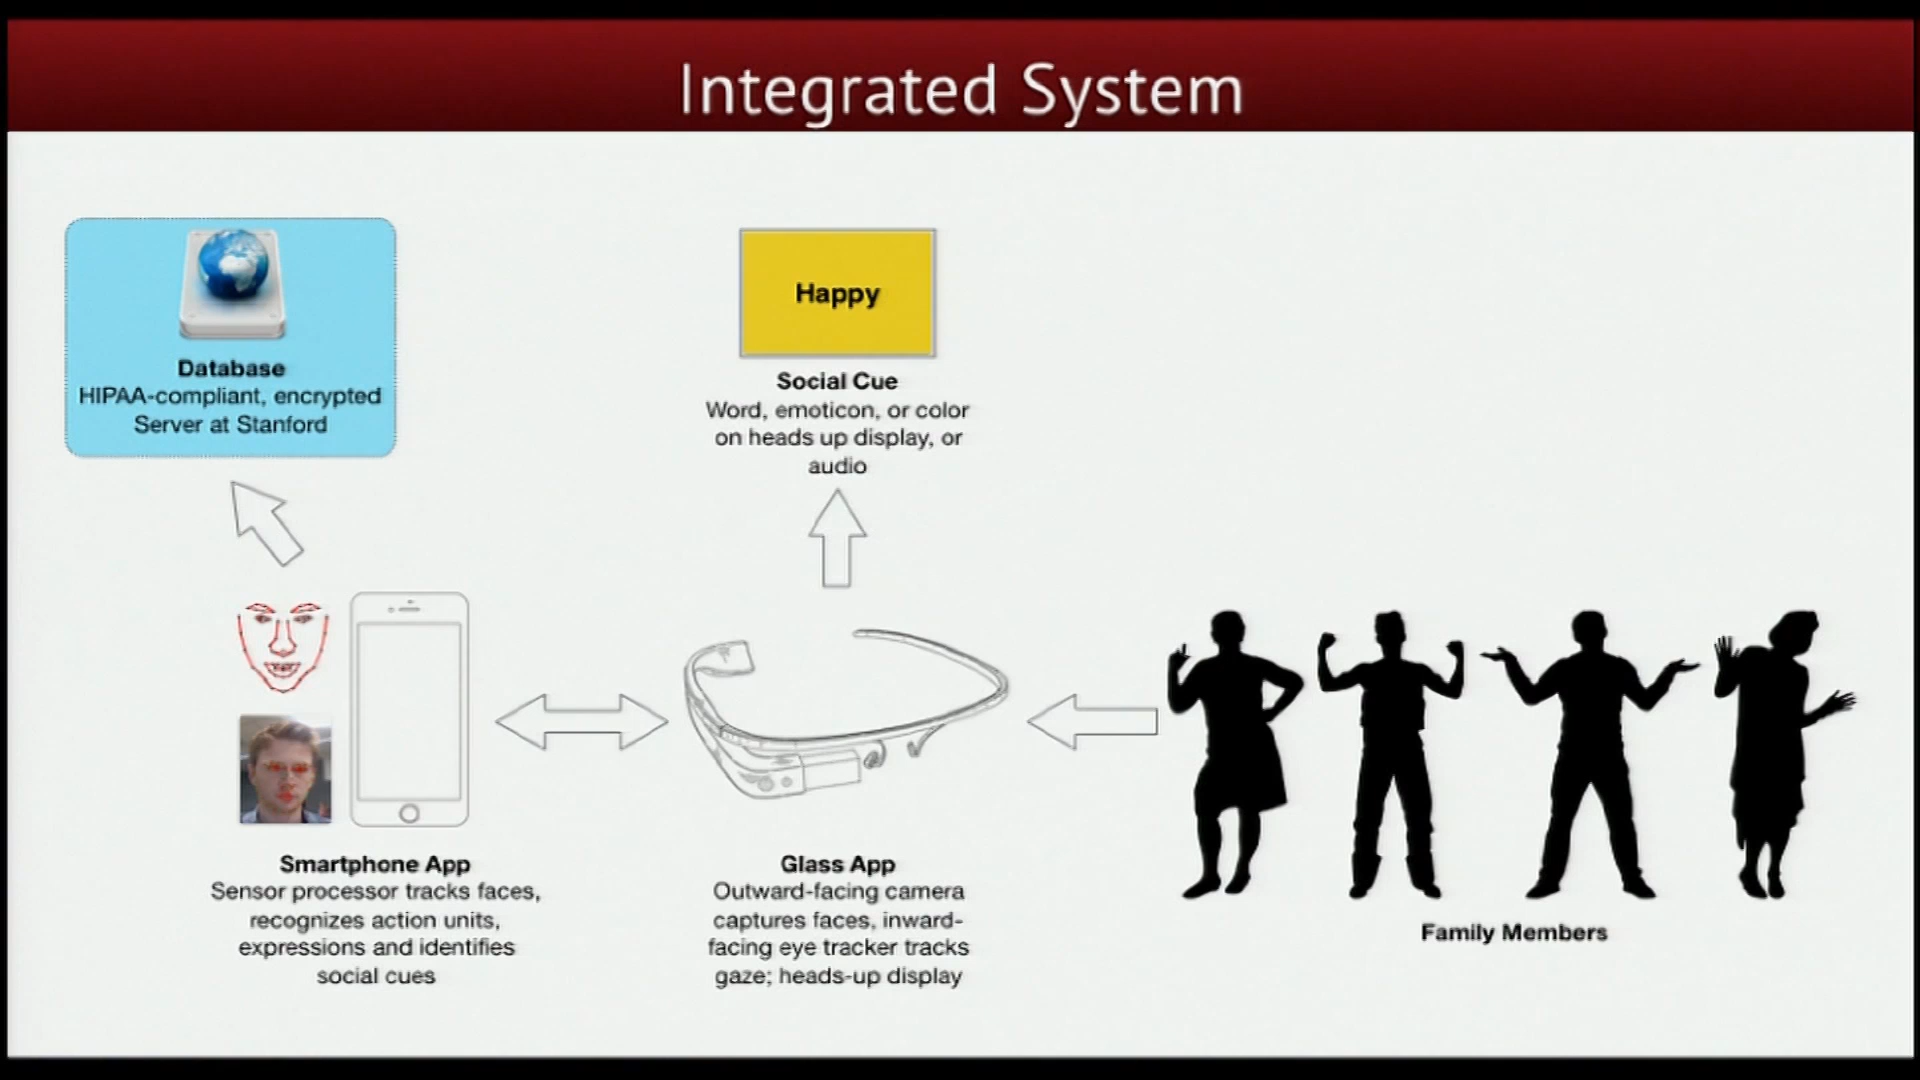 Integrated System
Database
HIPAA-compliant, encrypted
Server at Stanford
Happy
Social Cue
Word, emoticon, or color
on heads up display, or
audio
Smartphone App
Sensor processor tracks faces,
recognizes action units,
expressions and identifies
social cues
Glass App
Outward-facing camera
captures faces, inward-
facing eye tracker tracks
gaze; heads-up display
Family Members